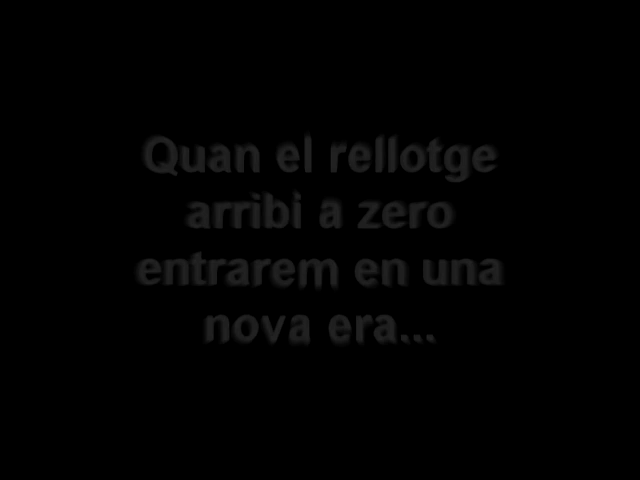 Quan el rellotge
arribi a zero
entrarem en una
nova era...